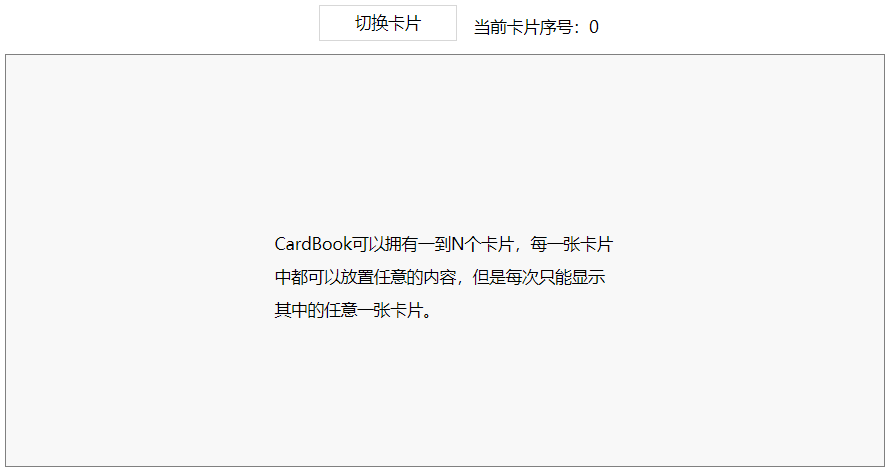 切换卡片
当前卡片序号：0
CardBook可以拥有一到N个卡片，每一张卡片
中都可以放置任意的内容，但是每次只能显示
其中的任意一张卡片。